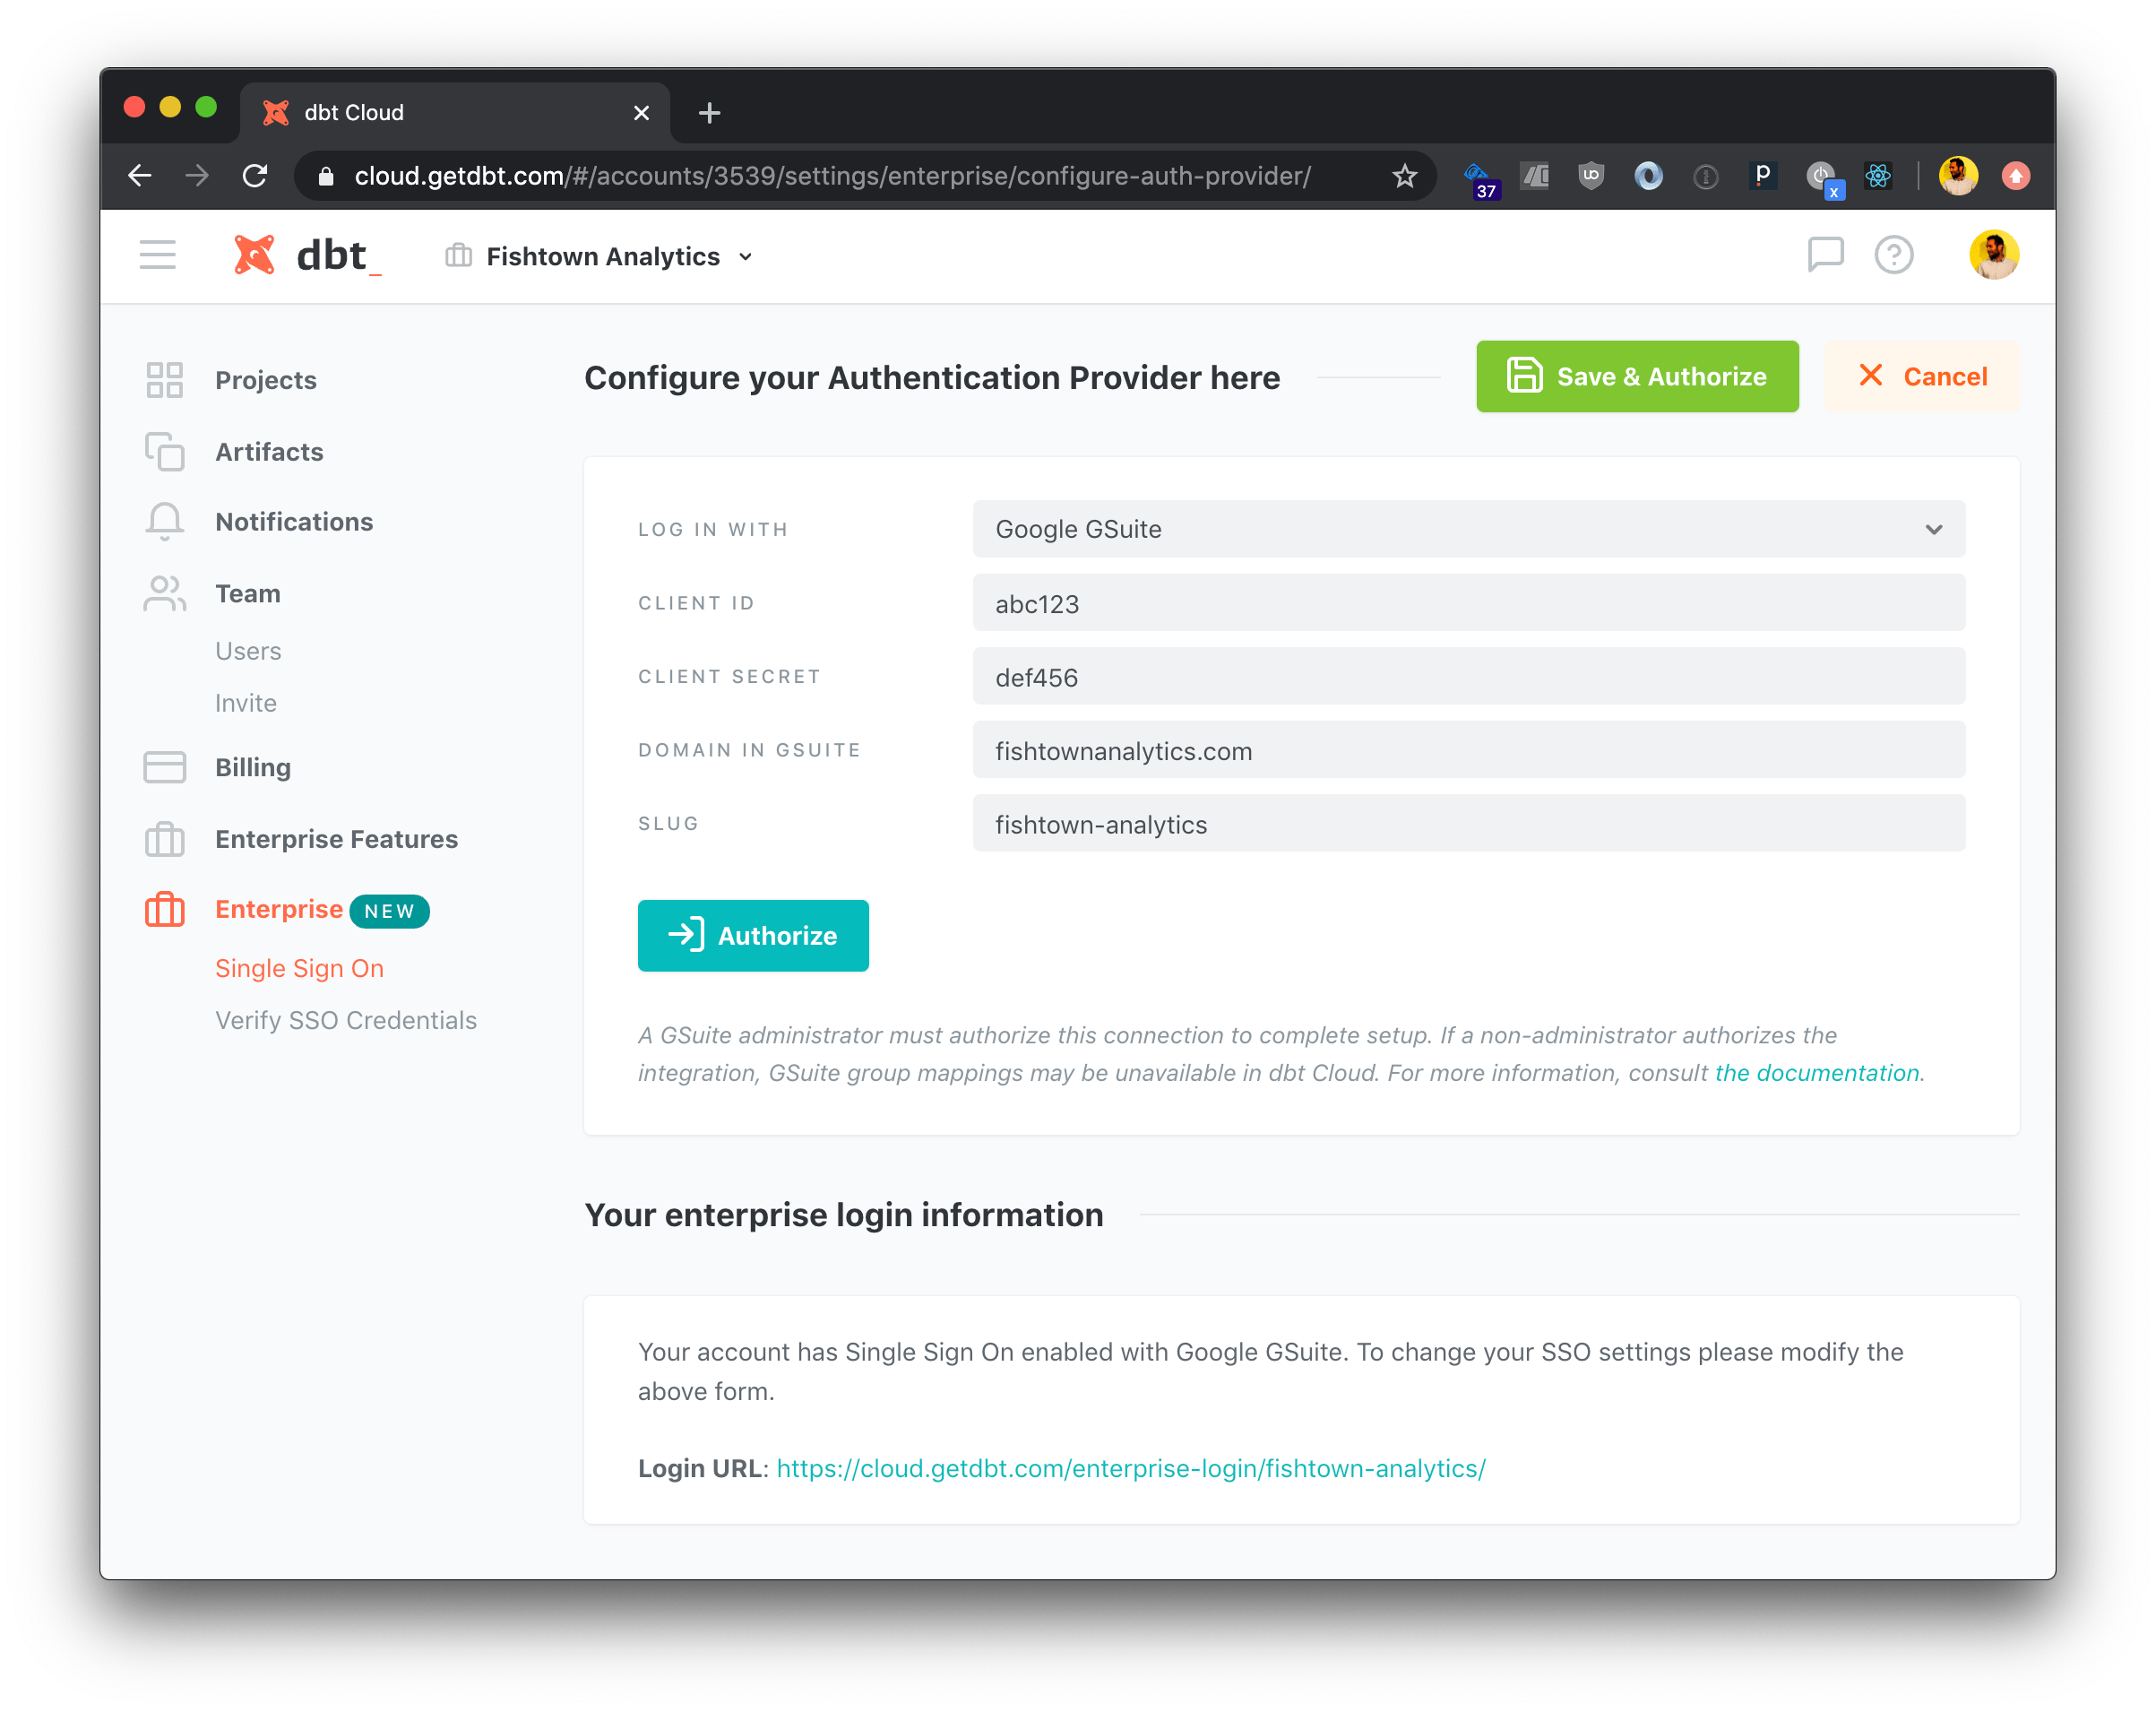 dbt Cloud
cloud.getdbt.com/#/accounts/3539/settings/enterprise/configure-auth-provider/
37
UO
P
x
dbt_
Fishtown Analytics
Projects
Artifacts
Notifications
Team
Users
Invite
Billing
Enterprise Features
Enterprise NEW
Single Sign On
Verify SSO Credentials
Configure your Authentication Provider here
Save & Authorize
Cancel
LOG IN WITH
Google GSuite
CLIENT ID
abc123
CLIENT SECRET
def456
DOMAIN IN GSUITE
fishtownanalytics.com
SLUG
fishtown-analytics
Authorize
A GSuite administrator must authorize this connection to complete setup. If a non-administrator authorizes the
integration, GSuite group mappings may be unavailable in dbt Cloud. For more information, consult the documentation.
Your enterprise login information
Your account has Single Sign On enabled with Google GSuite. To change your SSO settings please modify the
above form.
Login URL: https://cloud.getdbt.com/enterprise-login/fishtown-analytics/